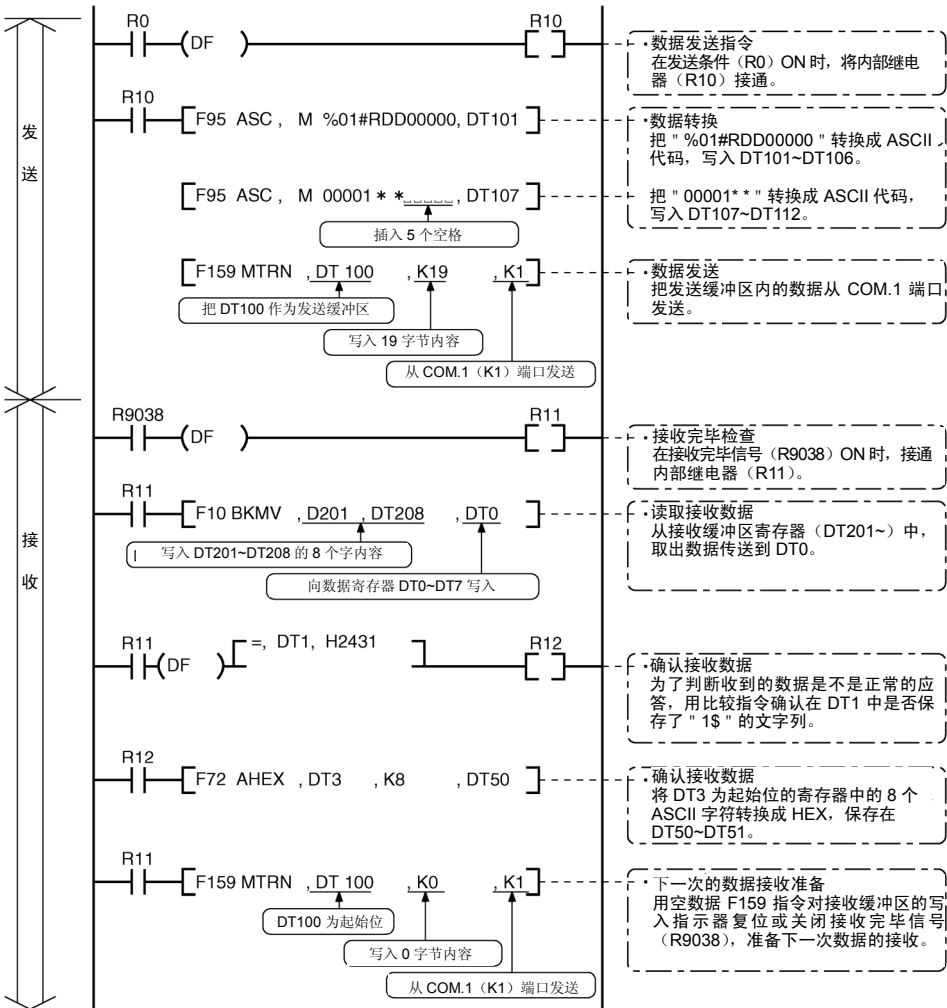 发送
R0
DF
R10
·数据发送指令
在发送条件（R0）ON 时，将内部继电
器（R10）接通。
R10
F95 ASC , M %01#RDD00000, DT101
·数据转换
把 " %01#RDD00000 " 转换成 ASCII
代码，写入 DT101~DT106。
F95 ASC , M 00001 * *␣␣␣␣␣ , DT107
插入 5 个空格
把 " 00001* * " 转换成 ASCII 代码，
写入 DT107~DT112。
F159 MTRN , DT 100 , K19 , K1
把 DT100 作为发送缓冲区
写入 19 字节内容
从 COM.1（K1）端口发送
·数据发送
把发送缓冲区内的数据从 COM.1 端口
发送。
接收
R9038
DF
R11
·接收完毕检查
在接收完毕信号（R9038）ON 时，接通
内部继电器（R11）。
R11
F10 BKMV , D201 , DT208 , DT0
写入 DT201~DT208 的 8 个字内容
向数据寄存器 DT0~DT7 写入
·读取接收数据
从接收缓冲区寄存器（DT201~）中，
取出数据传送到 DT0。
R11
DF
=, DT1, H2431
R12
·确认接收数据
为了判断收到的数据是不是正常的应
答，用比较指令确认在 DT1 中是否保
存了 " 1$ " 的文字列。
R12
F72 AHEX , DT3 , K8 , DT50
·确认接收数据
将 DT3 为起始位的寄存器中的 8 个
ASCII 字符转换成 HEX，保存在
DT50~DT51。
R11
F159 MTRN , DT 100 , K0 , K1
DT100 为起始位
写入 0 字节内容
从 COM.1（K1）端口发送
·下一次的数据接收准备
用空数据 F159 指令对接收缓冲区的写
入指示器复位或关闭接收完毕信号
（R9038），准备下一次数据的接收。